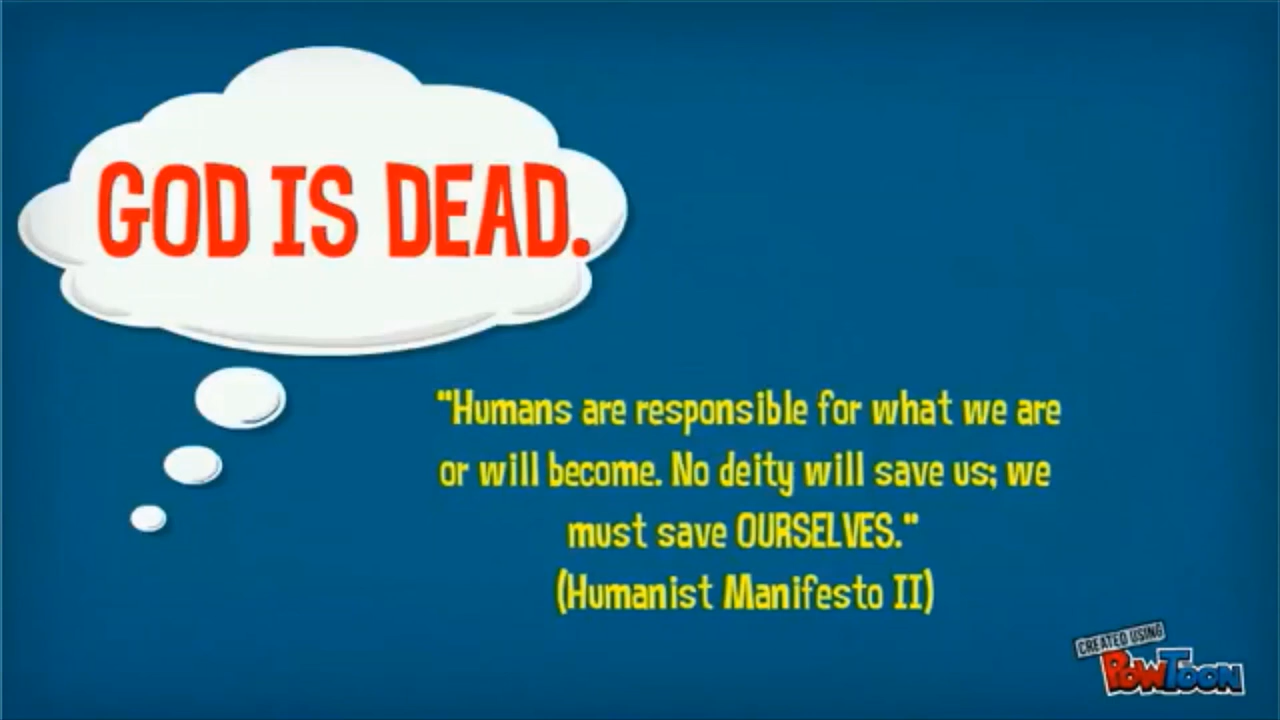 GOD IS DEAD.
"Humans are responsible for what we are
or will become. No deity will save us; we
must save OURSELVES."
(Humanist Manifesto II)
CREATED USING
POWTOON